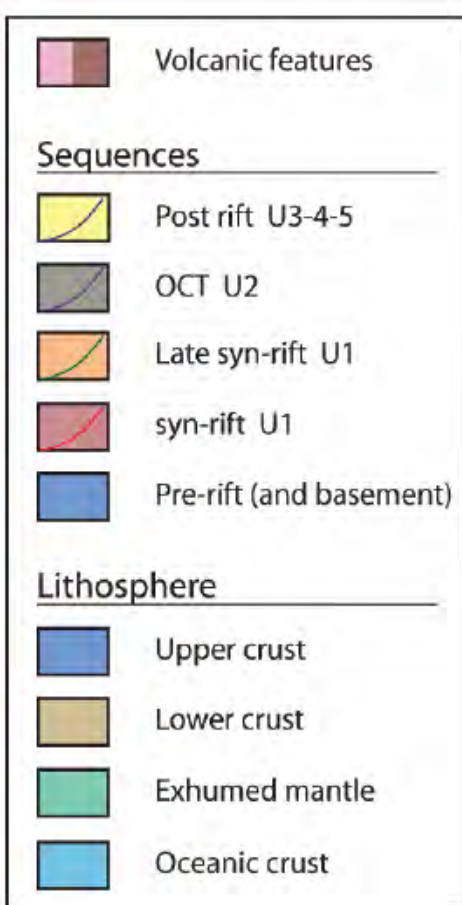 Volcanic features
Sequences
Post rift U3-4-5
OCT U2
Late syn-rift U1
syn-rift U1
Pre-rift (and basement)
Lithosphere
Upper crust
Lower crust
Exhumed mantle
Oceanic crust